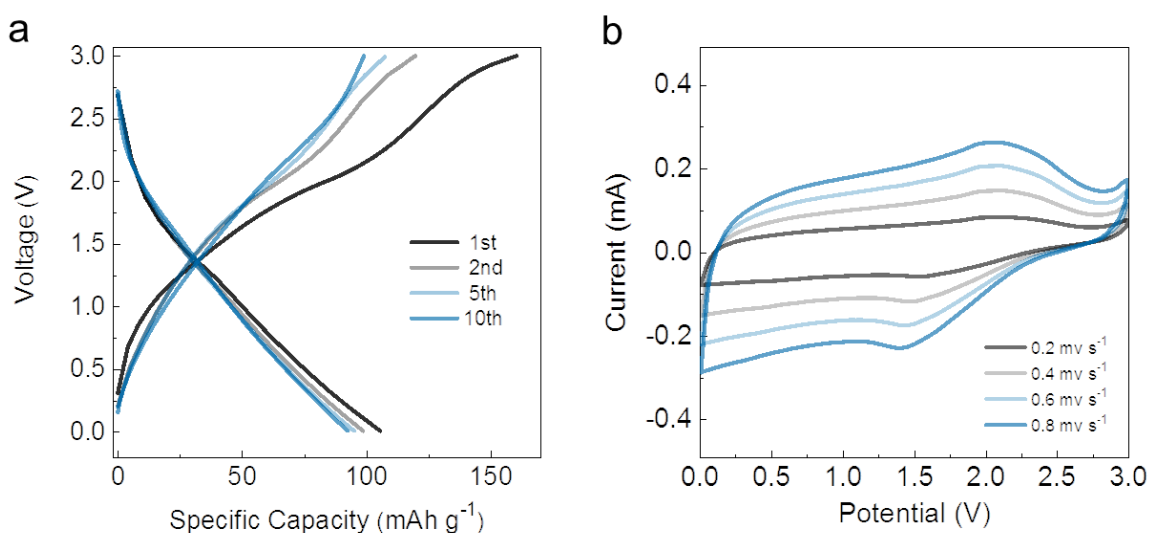 a
3.0
2.5
2.0
1.5
1.0
0.5
0.0
Voltage (V)
1st
2nd
5th
10th
0 50 100 150
Specific Capacity (mAh g⁻¹)
b
0.4
0.2
0.0
-0.2
-0.4
Current (mA)
0.2 mv s⁻¹
0.4 mv s⁻¹
0.6 mv s⁻¹
0.8 mv s⁻¹
0.0 0.5 1.0 1.5 2.0 2.5 3.0
Potential (V)